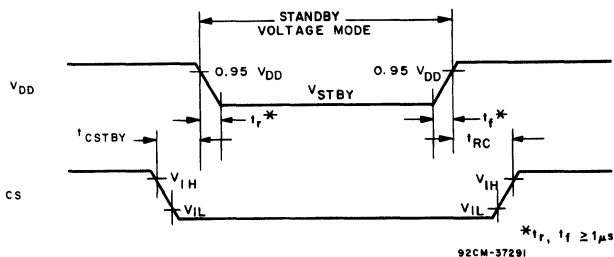 STANDBY
VOLTAGE MODE
0.95 VDD
0.95 VDD
VDD
VSTBY
tr*
tf*
tCSTBY
tRC
VIH
VIH
CS
VIL
VIL
*tr, tf ≥ 1µs
92CM-37291